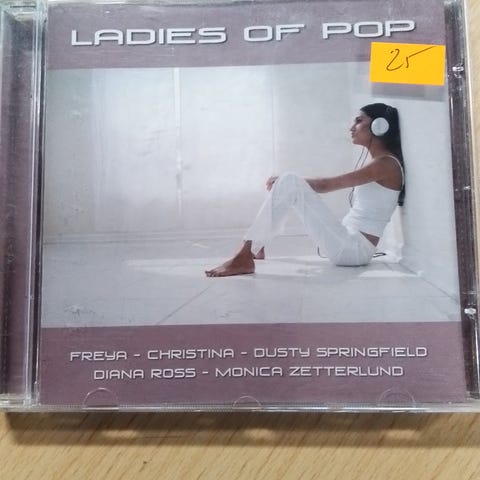 LADIES OF POP
25
FREYA - CHRISTINA - DUSTY SPRINGFIELD
DIANA ROSS - MONICA ZETTERLUND